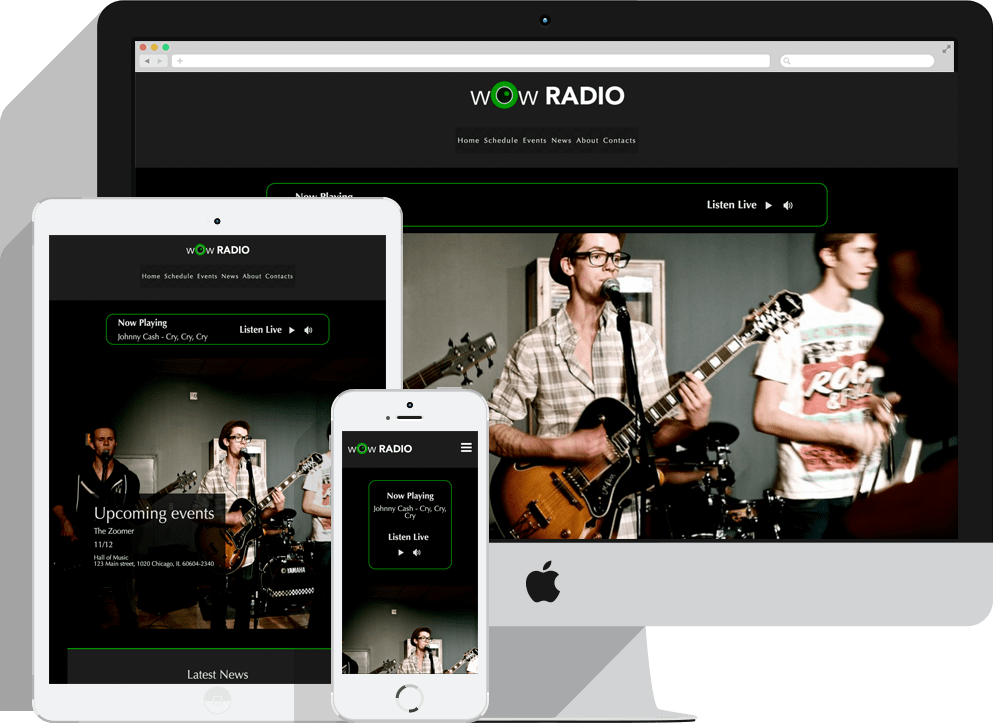 wOw RADIO
Home Schedule Events News About Contacts
Now Playing
Listen Live
ROCK
& FU
wOw RADIO
Home Schedule Events News About Contacts
Now Playing
Johnny Cash - Cry, Cry, Cry
Listen Live
Upcoming events
The Zoomer
11/12
Hall of Music
123 Main street, 1020 Chicago, IL 60604-2340
YAMAHA
Latest News
wOw RADIO
Now Playing
Johnny Cash - Cry, Cry,
Cry
Listen Live